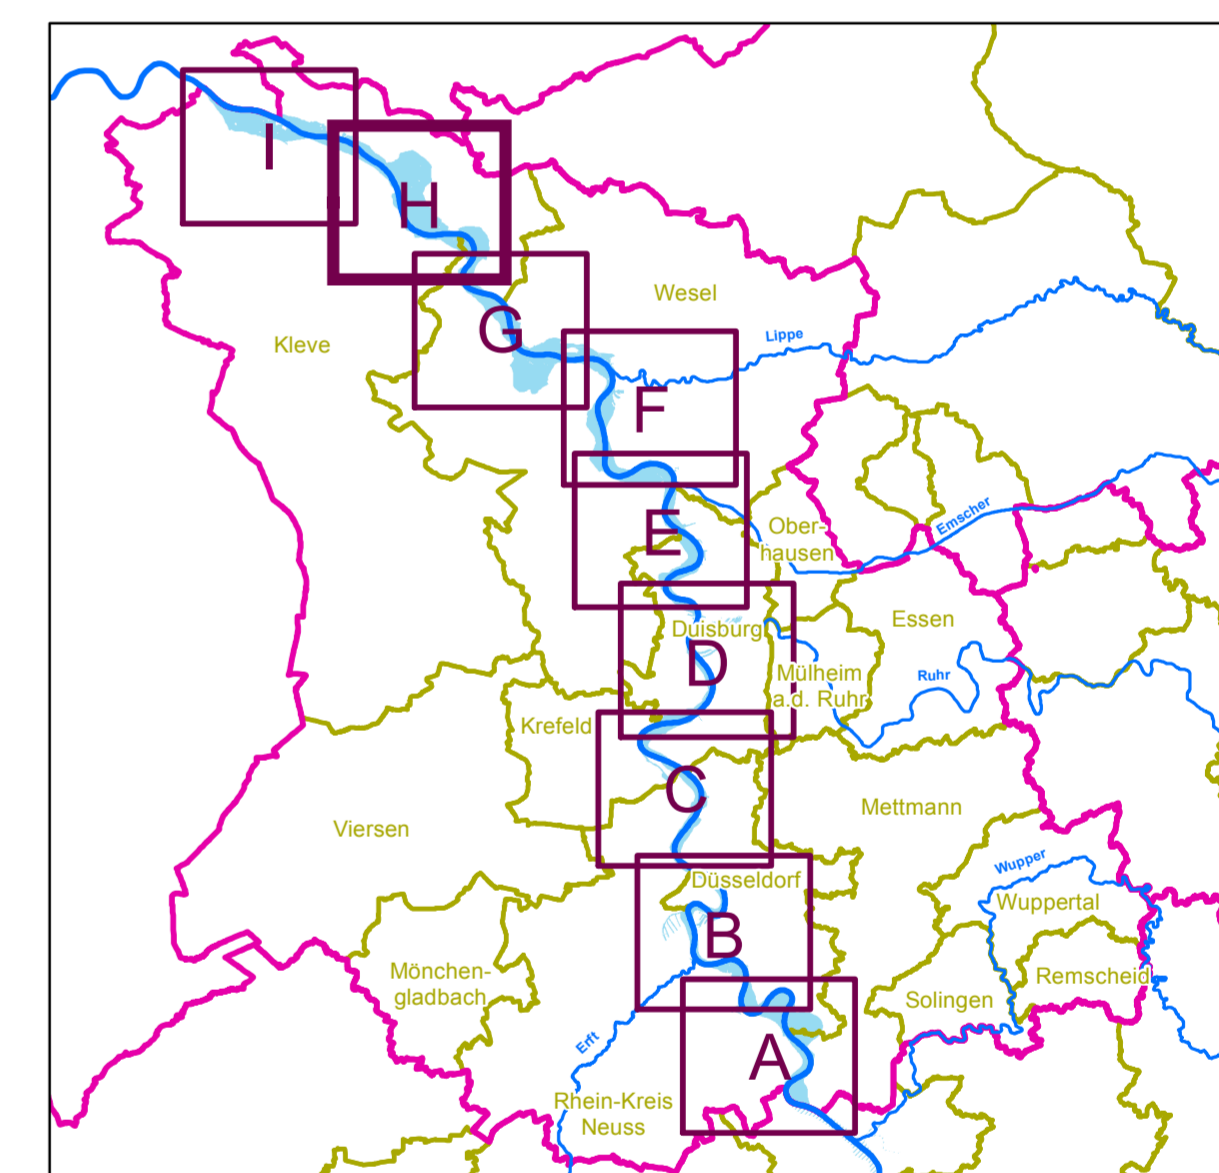 I
H
Wesel
G
Lippe
Kleve
F
Emscher
E
Ober-
hausen
Essen
Duisburg
D
Mülheim
a.d. Ruhr
Ruhr
Krefeld
C
Mettmann
Viersen
Wupper
Düsseldorf
Wuppertal
B
Mönchen-
gladbach
Remscheid
Solingen
Erft
A
Rhein-Kreis
Neuss